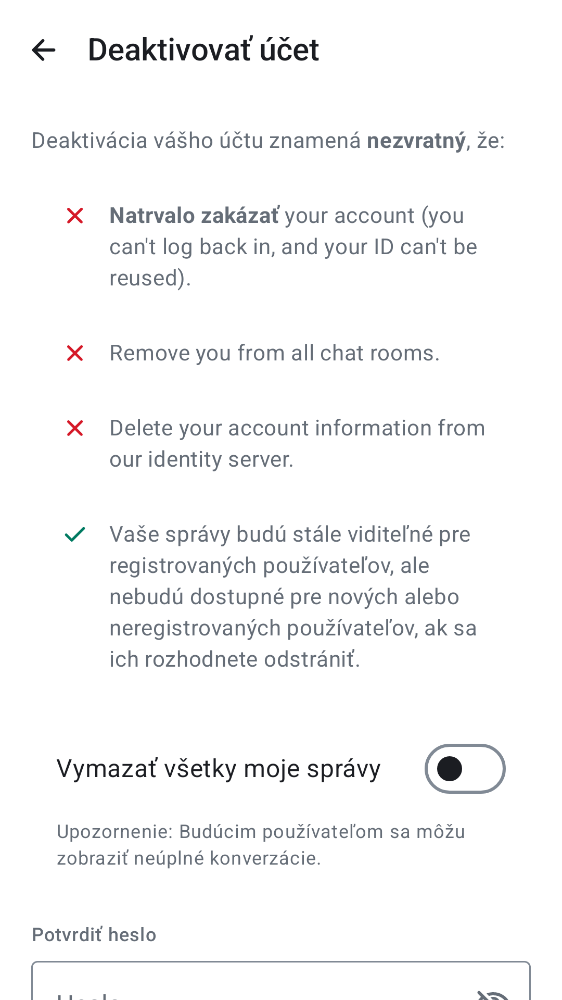 Deaktivovať účet
Deaktivácia vášho účtu znamená nezvratný, že:
Natrvalo zakázať your account (you
can't log back in, and your ID can't be
reused).
Remove you from all chat rooms.
Delete your account information from
our identity server.
Vaše správy budú stále viditeľné pre
registrovaných používateľov, ale
nebudú dostupné pre nových alebo
neregistrovaných používateľov, ak sa
ich rozhodnete odstrániť.
Vymazať všetky moje správy
Upozornenie: Budúcim používateľom sa môžu
zobraziť neúplné konverzácie.
Potvrdiť heslo